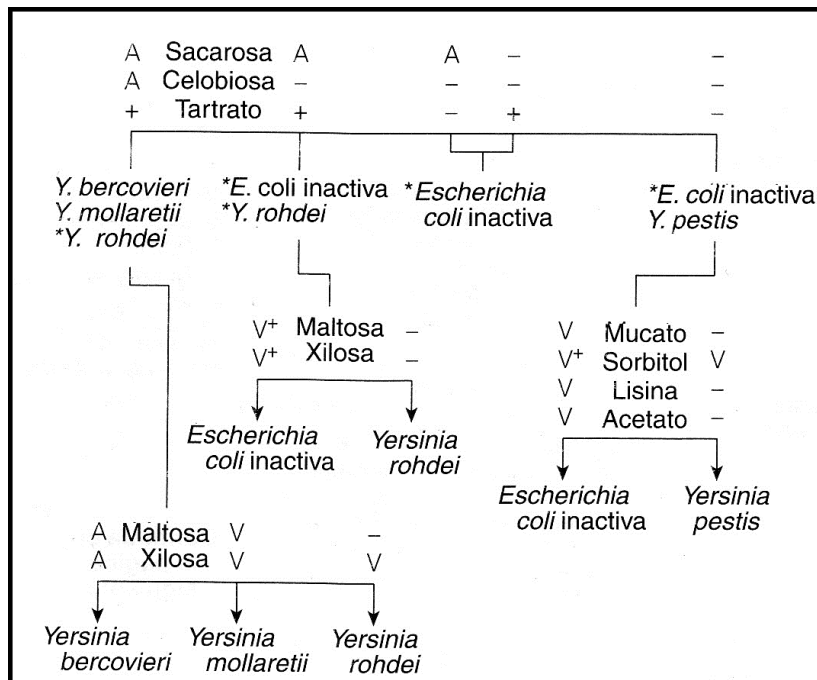 A Sacarosa A A – –
A Celobiosa – – – –
+ Tartrato + – + –
Y. bercovieri
Y. mollaretii
*Y. rohdei
*E. coli inactiva
*Y. rohdei
*Escherichia
coli inactiva
*E. coli inactiva
Y. pestis
V+ Maltosa –
V+ Xilosa –
V Mucato –
V+ Sorbitol V
V Lisina –
V Acetato –
Escherichia
coli inactiva
Yersinia
rohdei
Escherichia
coli inactiva
Yersinia
pestis
A Maltosa V –
A Xilosa V V
Yersinia
bercovieri
Yersinia
mollaretii
Yersinia
rohdei